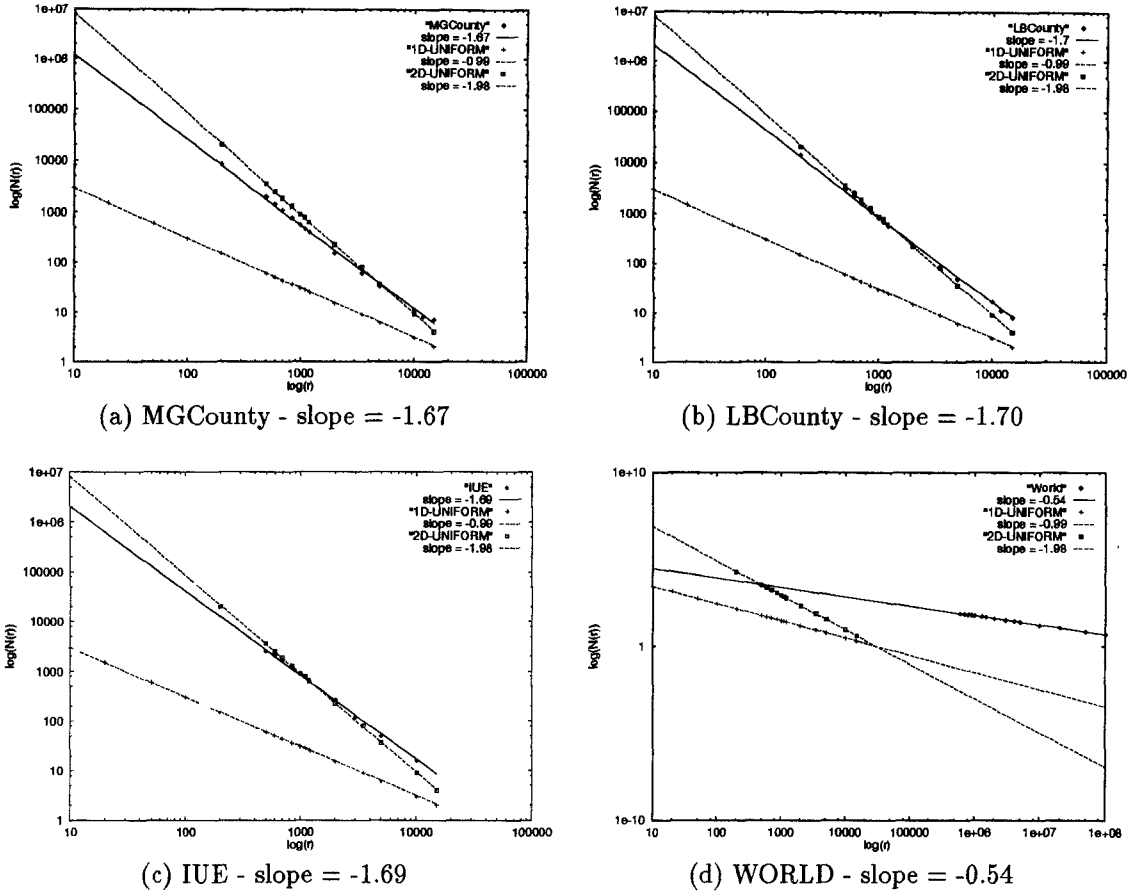 1e+07
1e+06
100000
10000
1000
100
10
1
log(N(r))
10
100
1000
10000
100000
log(r)
"MGCounty"
slope = -1.67
"1D-UNIFORM"
slope = -0.99
"2D-UNIFORM"
slope = -1.98
(a) MGCounty - slope = -1.67
1e+07
1e+06
100000
10000
1000
100
10
1
log(N(r))
10
100
1000
10000
100000
log(r)
"LBCounty"
slope = -1.7
"1D-UNIFORM"
slope = -0.99
"2D-UNIFORM"
slope = -1.98
(b) LBCounty - slope = -1.70
1e+07
1e+06
100000
10000
1000
100
10
1
log(N(r))
10
100
1000
10000
100000
log(r)
"IUE"
slope = -1.69
"1D-UNIFORM"
slope = -0.99
"2D-UNIFORM"
slope = -1.98
(c) IUE - slope = -1.69
1e+10
1
1e-10
log(N(r))
10
100
1000
10000
100000
1e+06
1e+07
1e+08
log(r)
"World"
slope = -0.54
"1D-UNIFORM"
slope = -0.99
"2D-UNIFORM"
slope = -1.98
(d) WORLD - slope = -0.54